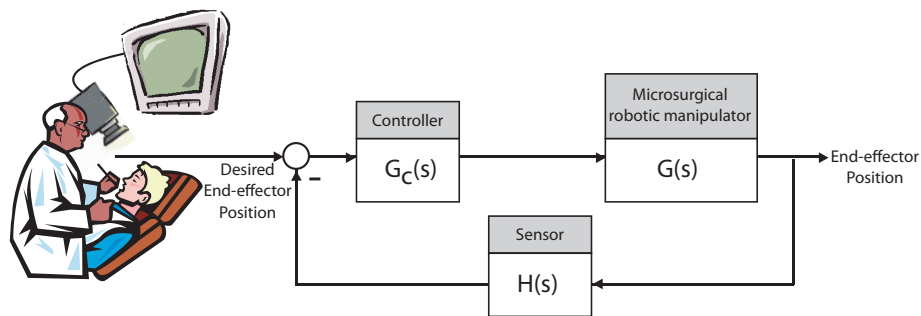 Microsurgical
robotic manipulator
Controller
Desired
End-effector
Position
−
G_C(s)
G(s)
End-effector
Position
Sensor
H(s)